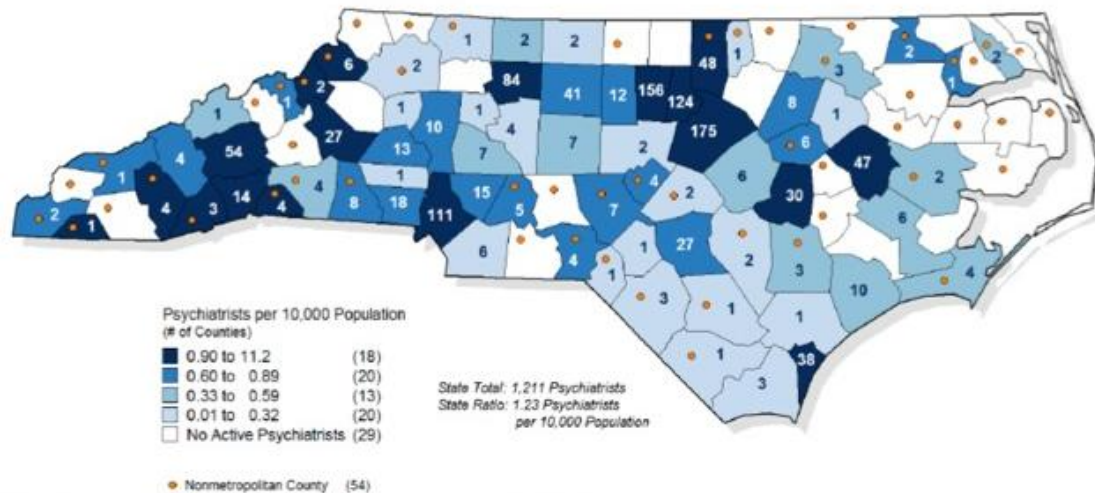 1 2 2 1 2 2
6 2 48 3 1
2 84 156
1 1 1 41 12 124 8
1 27 10 4 175 1
4 54 13 7 7 2 6 47
1 1 6 2
2 4 14 4 8 18 15 5 4 2 30
1 4 3 4 111 7 6
6 4 1 27 2 3 4
1 10
3 1 1
1 38
3
Psychiatrists per 10,000 Population
(# of Counties)
0.90 to 11.2 (18)
0.60 to 0.89 (20)
0.33 to 0.59 (13)
0.01 to 0.32 (20)
No Active Psychiatrists (29)
Nonmetropolitan County (54)
State Total: 1,211 Psychiatrists
State Ratio: 1.23 Psychiatrists
per 10,000 Population